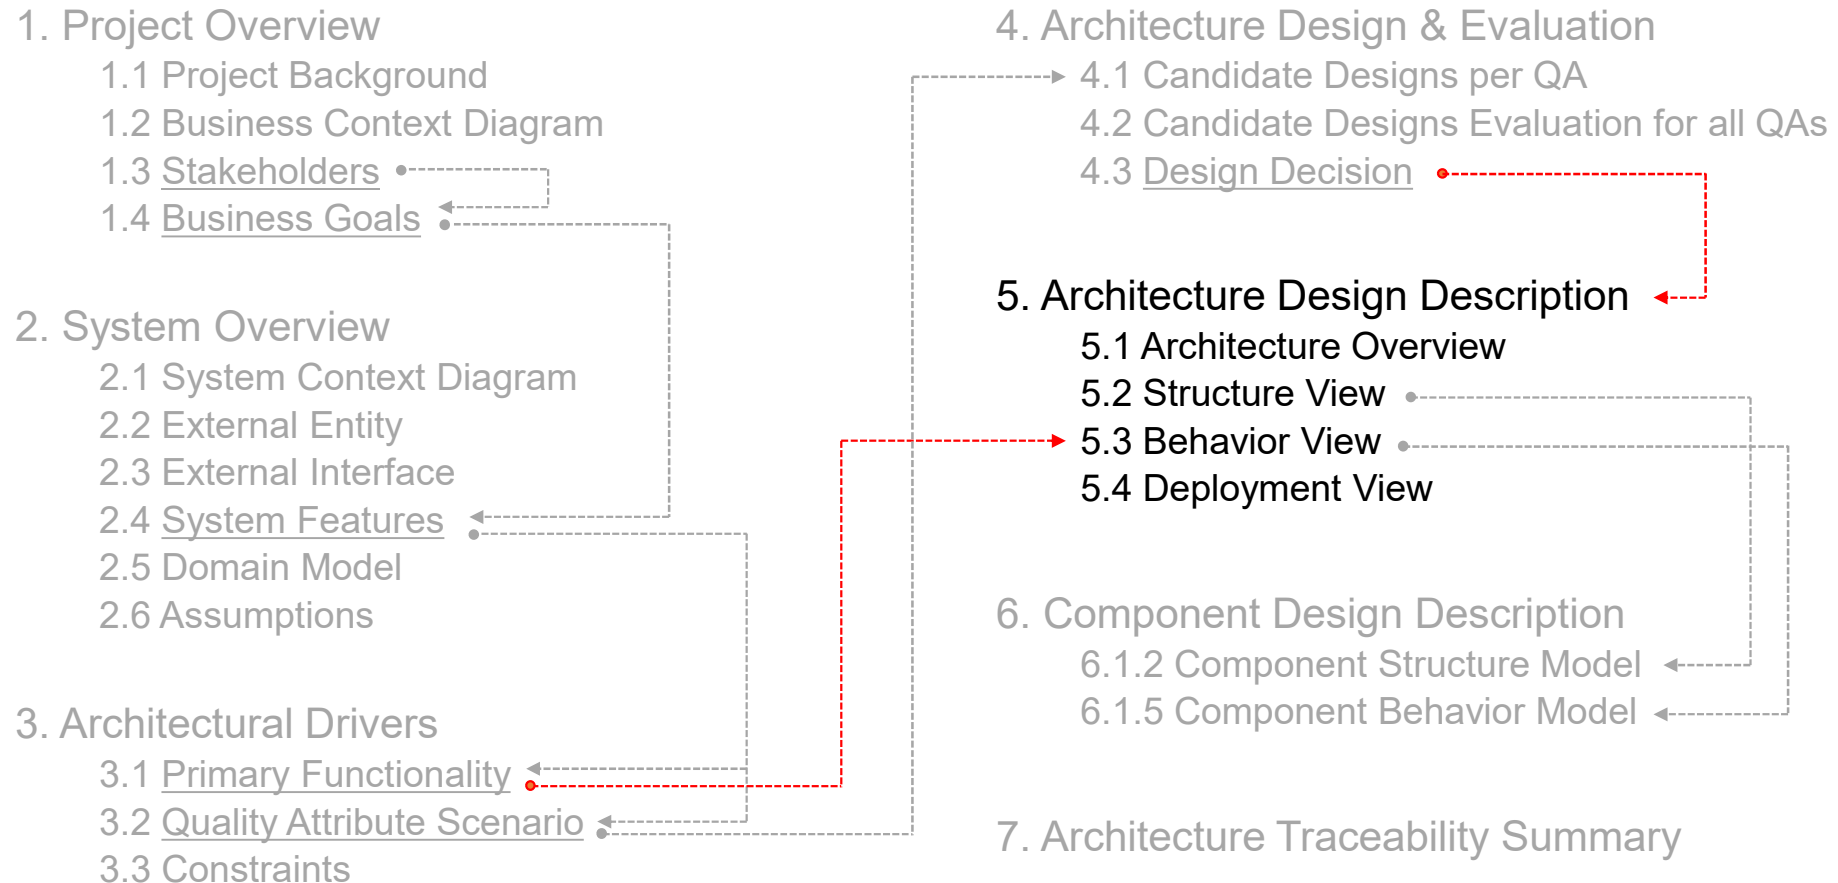 1. Project Overview
1.1 Project Background
1.2 Business Context Diagram
1.3 Stakeholders
1.4 Business Goals
2. System Overview
2.1 System Context Diagram
2.2 External Entity
2.3 External Interface
2.4 System Features
2.5 Domain Model
2.6 Assumptions
3. Architectural Drivers
3.1 Primary Functionality
3.2 Quality Attribute Scenario
3.3 Constraints
4. Architecture Design & Evaluation
4.1 Candidate Designs per QA
4.2 Candidate Designs Evaluation for all QAs
4.3 Design Decision
5. Architecture Design Description
5.1 Architecture Overview
5.2 Structure View
5.3 Behavior View
5.4 Deployment View
6. Component Design Description
6.1.2 Component Structure Model
6.1.5 Component Behavior Model
7. Architecture Traceability Summary